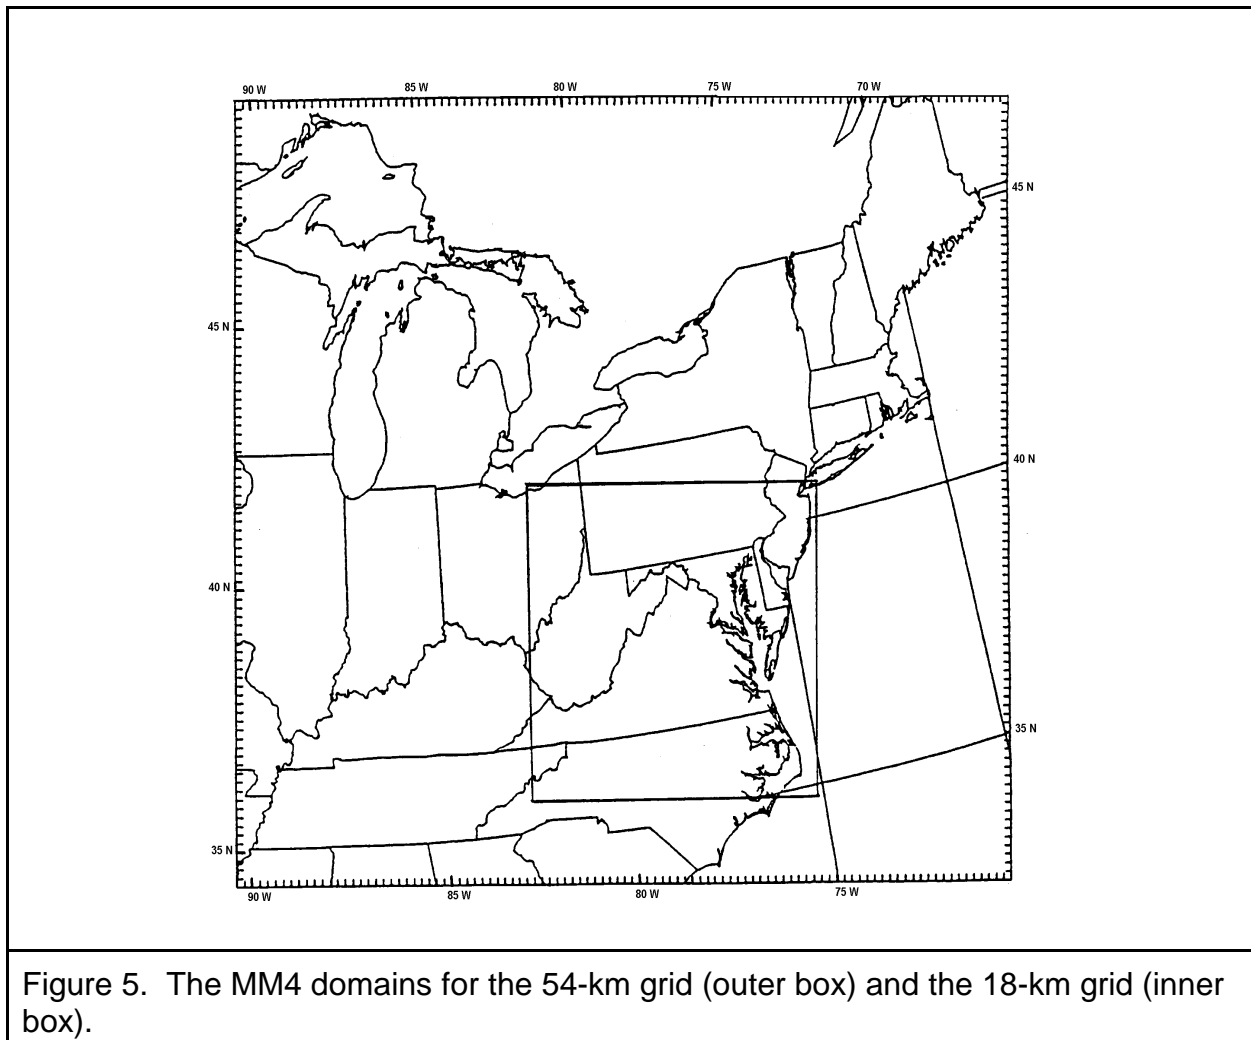 90 W 85 W 80 W 75 W 70 W
45 N
45 N
40 N
40 N
35 N
35 N
90 W 85 W 80 W 75 W
Figure 5.  The MM4 domains for the 54-km grid (outer box) and the 18-km grid (inner
box).